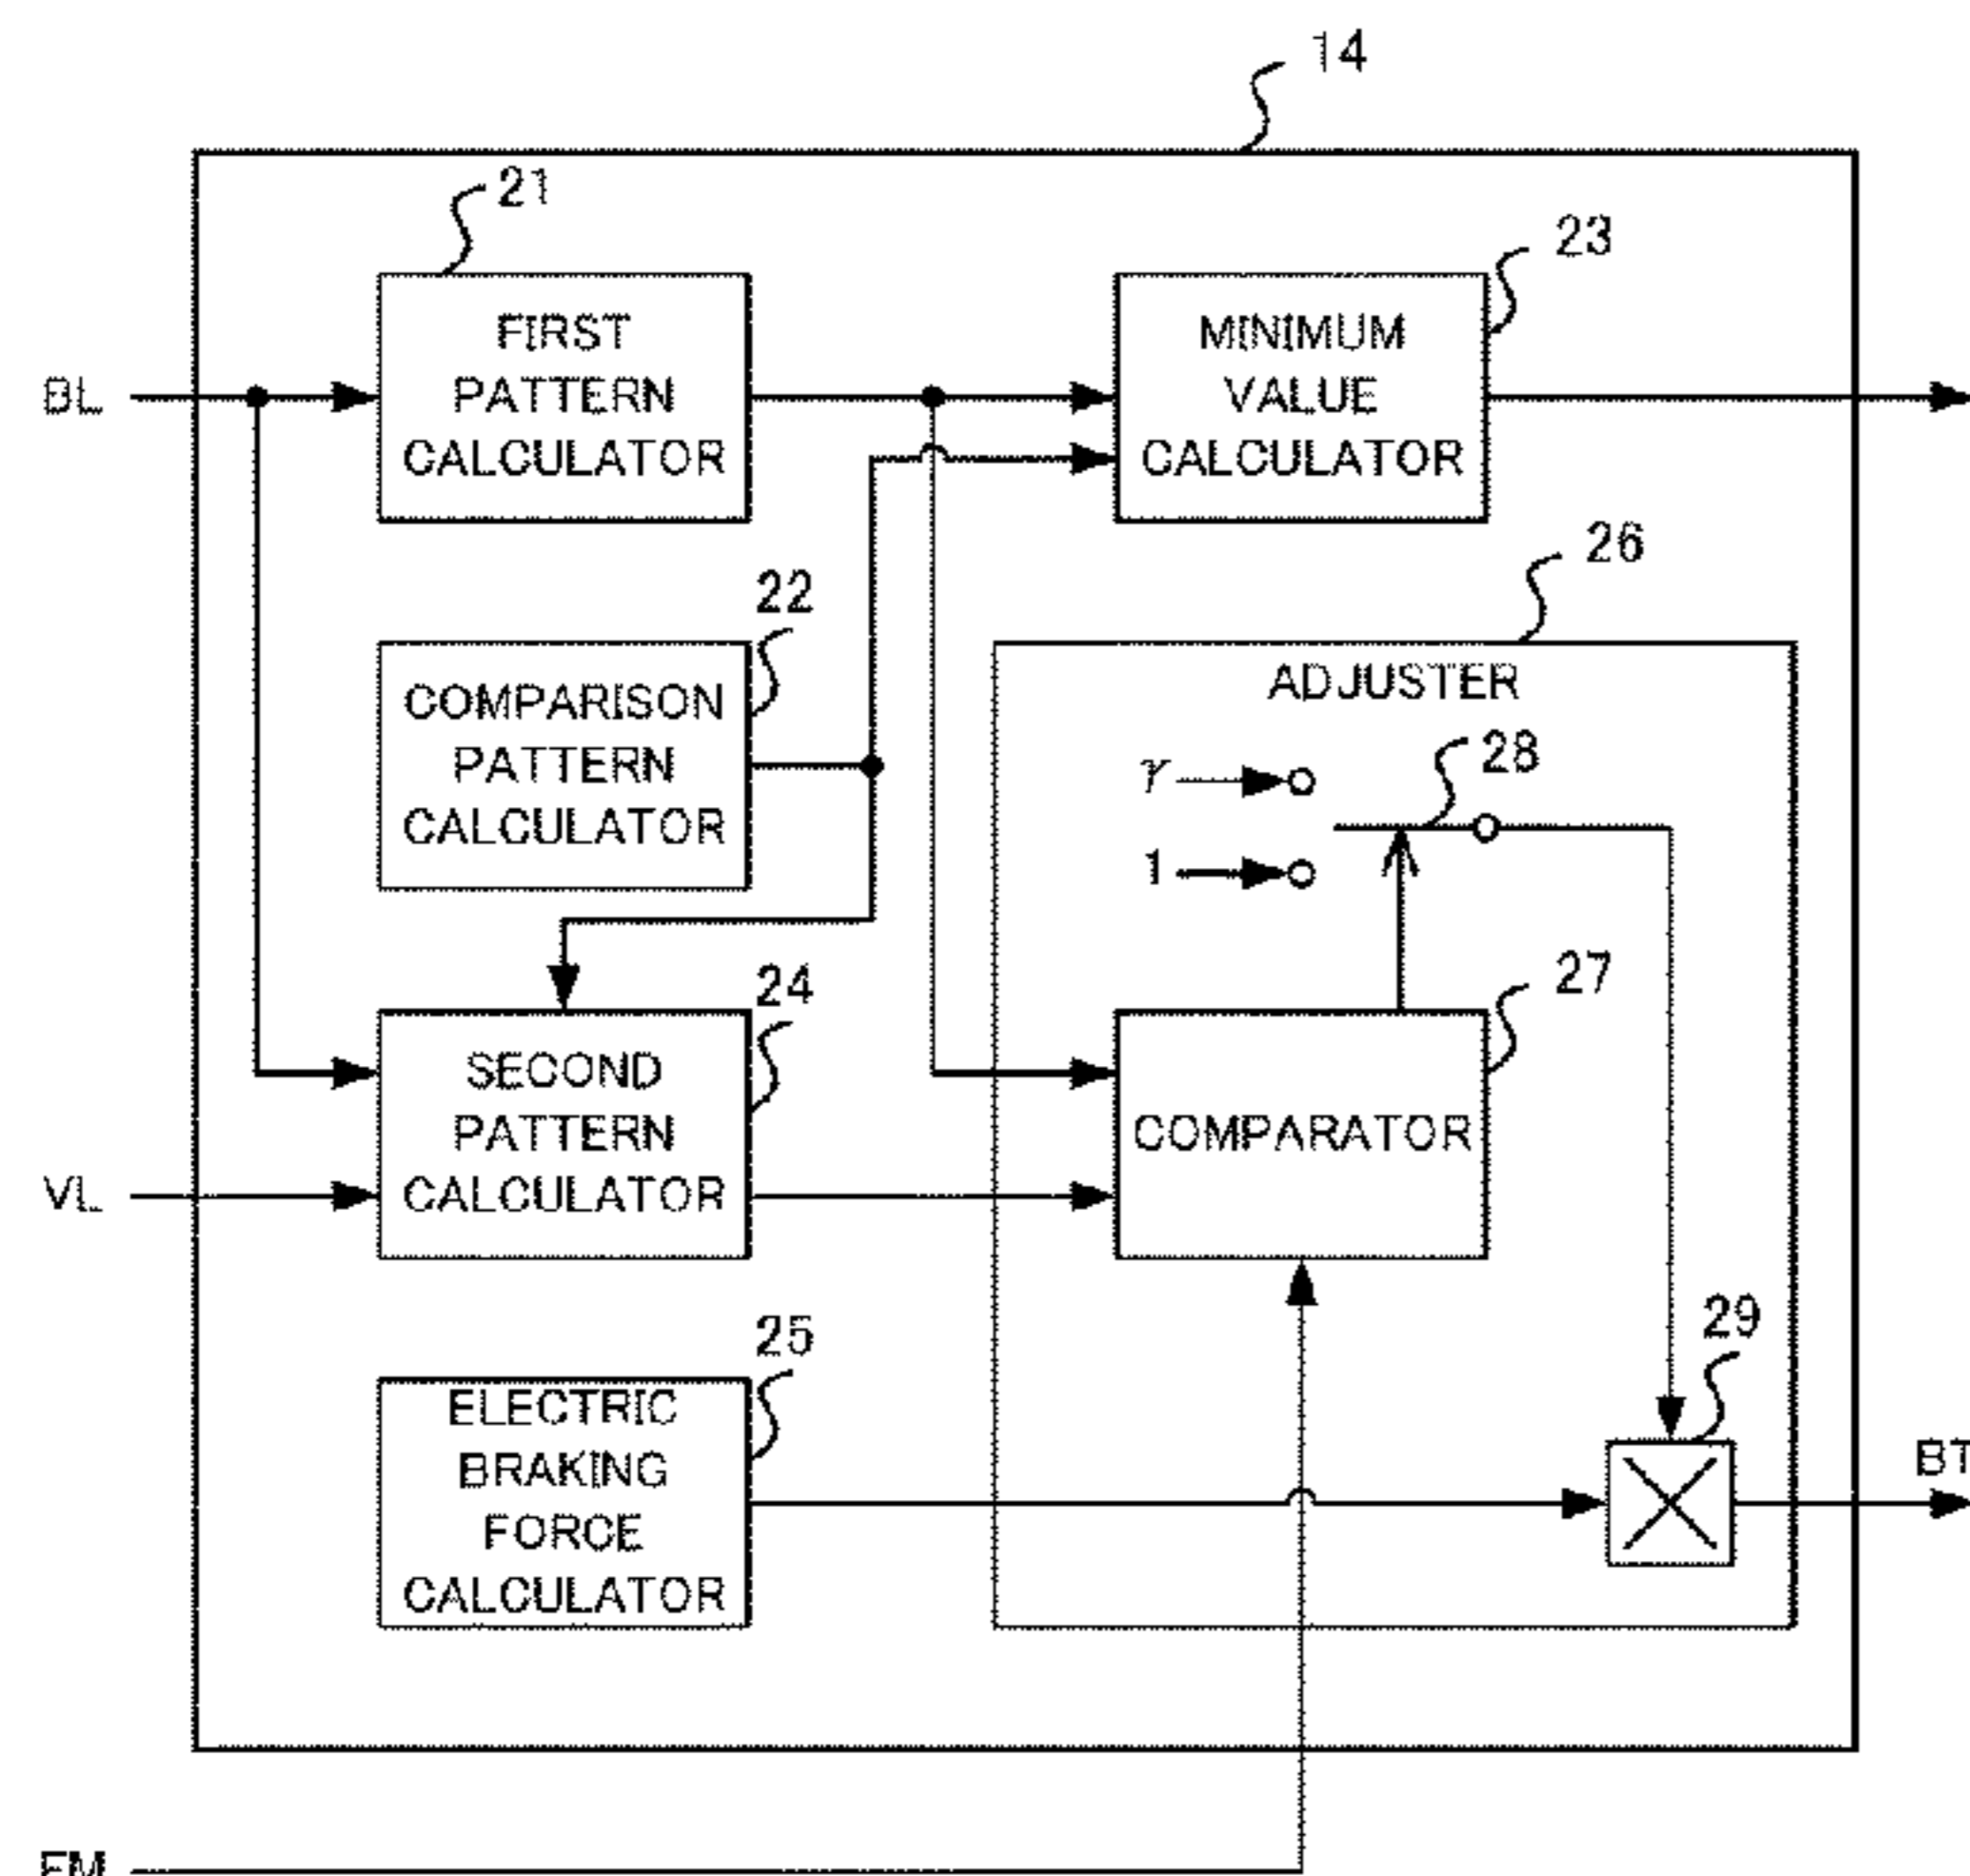 14
21
23
FIRST
PATTERN
CALCULATOR
MINIMUM
VALUE
CALCULATOR
BL
22
26
COMPARISON
PATTERN
CALCULATOR
ADJUSTER
γ
28
1
24
27
SECOND
PATTERN
CALCULATOR
COMPARATOR
VL
25
29
ELECTRIC
BRAKING
FORCE
CALCULATOR
BT